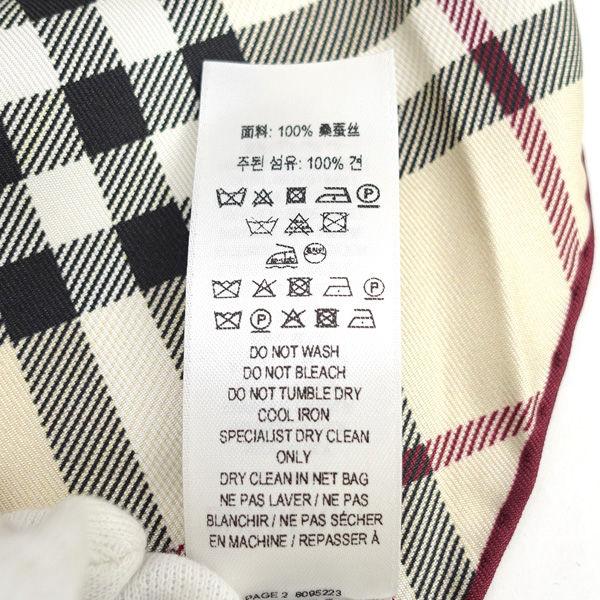 面料: 100% 桑蚕丝
주된 섬유: 100% 견
DO NOT WASH
DO NOT BLEACH
DO NOT TUMBLE DRY
COOL IRON
SPECIALIST DRY CLEAN
ONLY
DRY CLEAN IN NET BAG
NE PAS LAVER / NE PAS
BLANCHIR / NE PAS SÉCHER
EN MACHINE / REPASSER À
PAGE 2 8095223